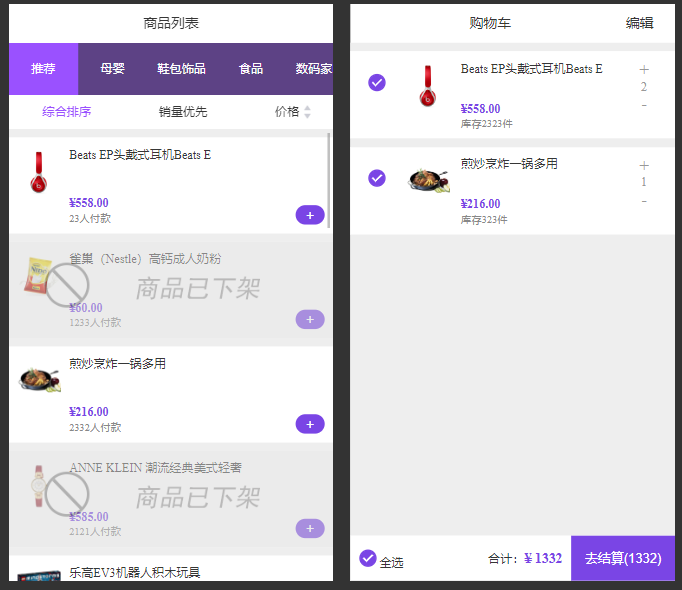 商品列表
推荐 母婴 鞋包饰品 食品 数码家
综合排序 销量优先 价格
Beats EP头戴式耳机Beats E
¥558.00
23人付款
+
雀巢（Nestle）高钙成人奶粉
商品已下架
¥60.00
1233人付款
+
煎炒烹炸一锅多用
¥216.00
2332人付款
+
ANNE KLEIN 潮流经典美式轻奢
商品已下架
¥585.00
2121人付款
+
乐高EV3机器人积木玩具
购物车 编辑
Beats EP头戴式耳机Beats E
¥558.00
库存2323件
+
2
-
煎炒烹炸一锅多用
¥216.00
库存323件
+
1
-
全选 合计：¥ 1332 去结算(1332)